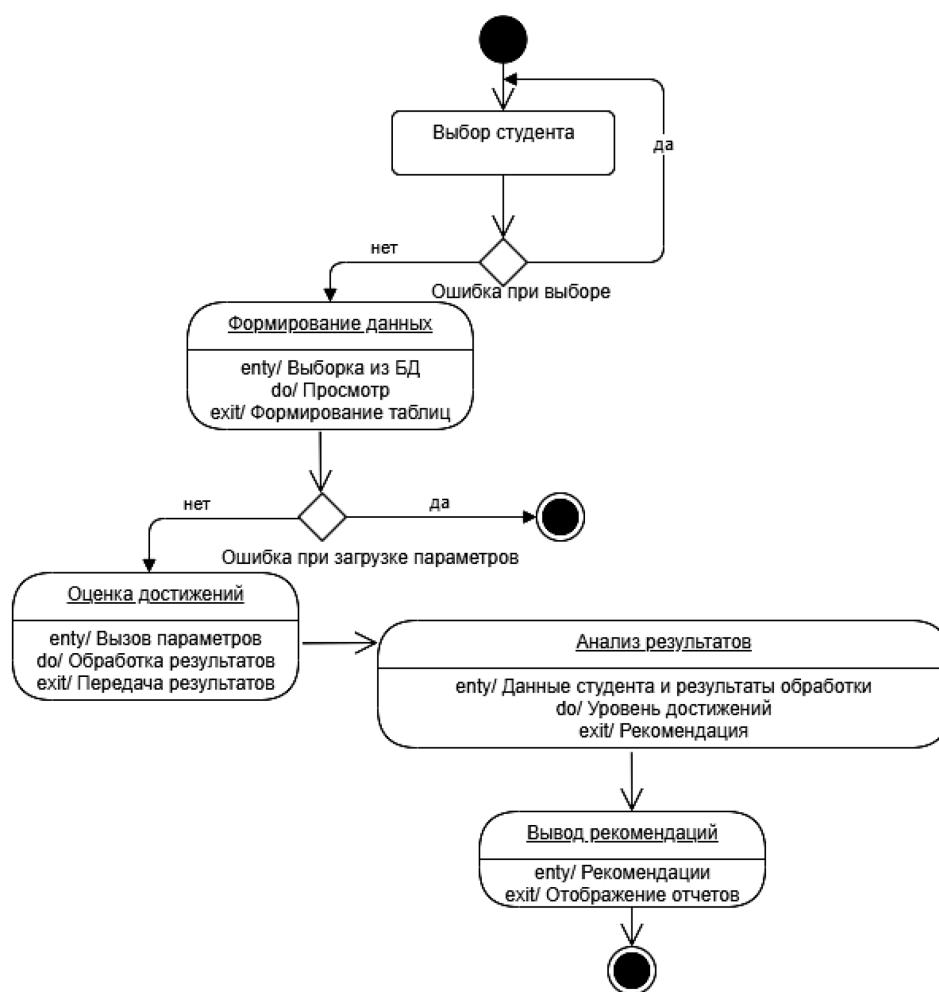 Выбор студента
да
нет
Ошибка при выборе
Формирование данных
enty/ Выборка из БД
do/ Просмотр
exit/ Формирование таблиц
нет
да
Ошибка при загрузке параметров
Оценка достижений
enty/ Вызов параметров
do/ Обработка результатов
exit/ Передача результатов
Анализ результатов
enty/ Данные студента и результаты обработки
do/ Уровень достижений
exit/ Рекомендация
Вывод рекомендаций
enty/ Рекомендации
exit/ Отображение отчетов